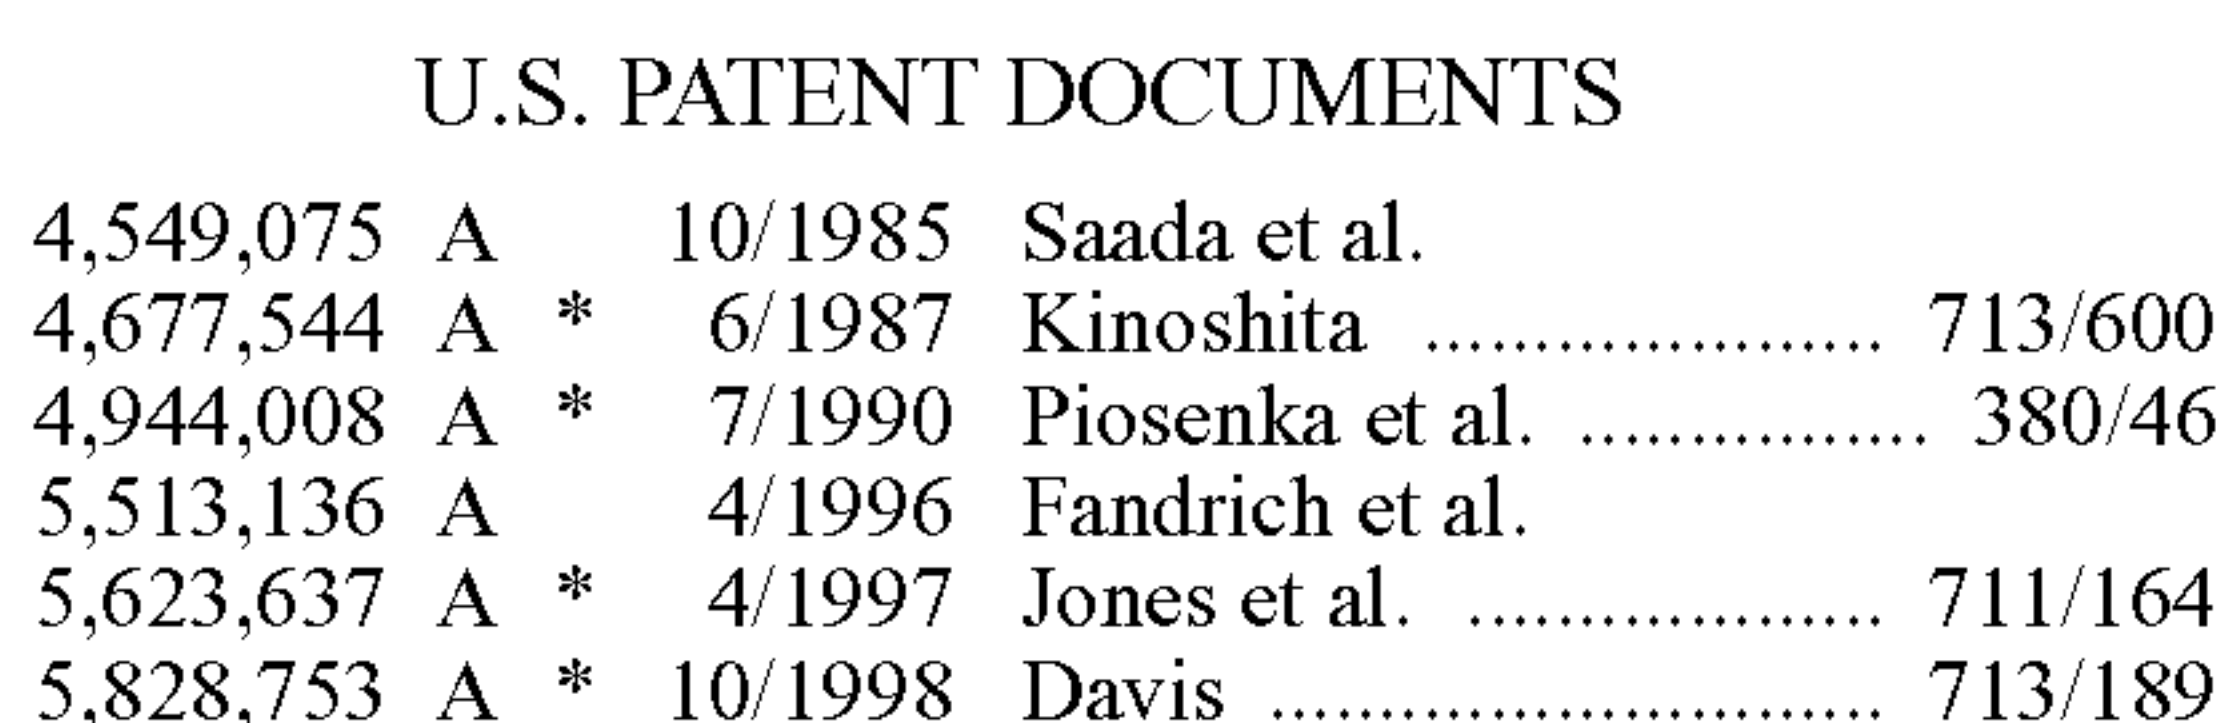 U.S. PATENT DOCUMENTS
4,549,075 A 10/1985 Saada et al.
4,677,544 A * 6/1987 Kinoshita ..................... 713/600
4,944,008 A * 7/1990 Piosenka et al. ................ 380/46
5,513,136 A 4/1996 Fandrich et al.
5,623,637 A * 4/1997 Jones et al. ................... 711/164
5,828,753 A * 10/1998 Davis ............................ 713/189